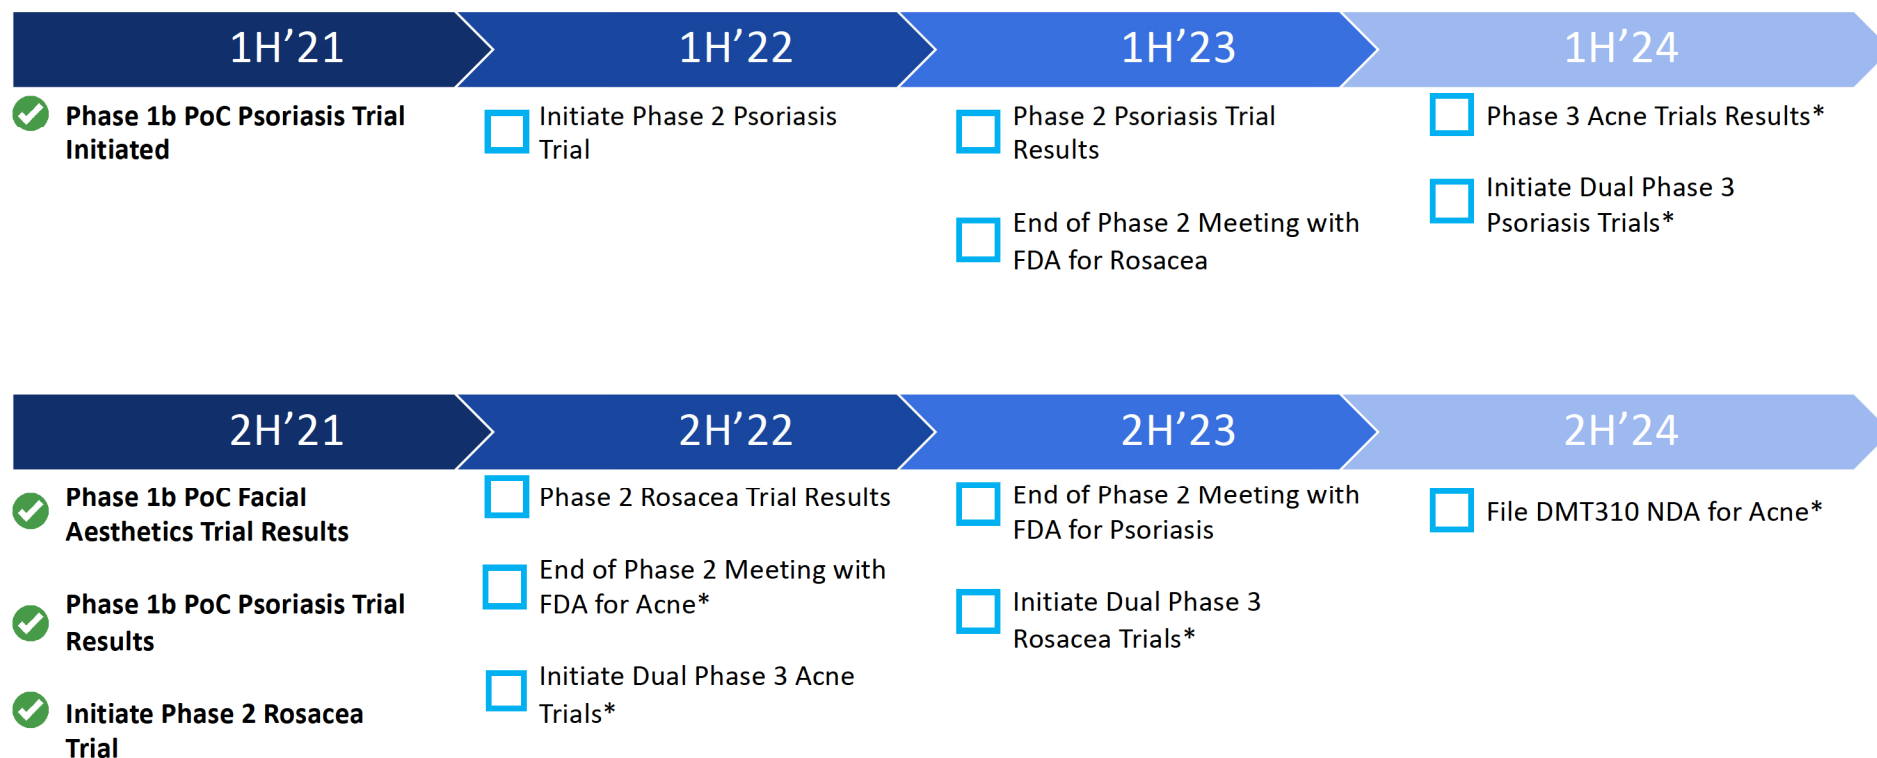 1H’21
1H’22
1H’23
1H’24
Phase 1b PoC Psoriasis Trial
Initiated
Initiate Phase 2 Psoriasis
Trial
Phase 2 Psoriasis Trial
Results
End of Phase 2 Meeting with
FDA for Rosacea
Phase 3 Acne Trials Results*
Initiate Dual Phase 3
Psoriasis Trials*
2H’21
2H’22
2H’23
2H’24
Phase 1b PoC Facial
Aesthetics Trial Results
Phase 1b PoC Psoriasis Trial
Results
Initiate Phase 2 Rosacea
Trial
Phase 2 Rosacea Trial Results
End of Phase 2 Meeting with
FDA for Acne*
Initiate Dual Phase 3 Acne
Trials*
End of Phase 2 Meeting with
FDA for Psoriasis
Initiate Dual Phase 3
Rosacea Trials*
File DMT310 NDA for Acne*